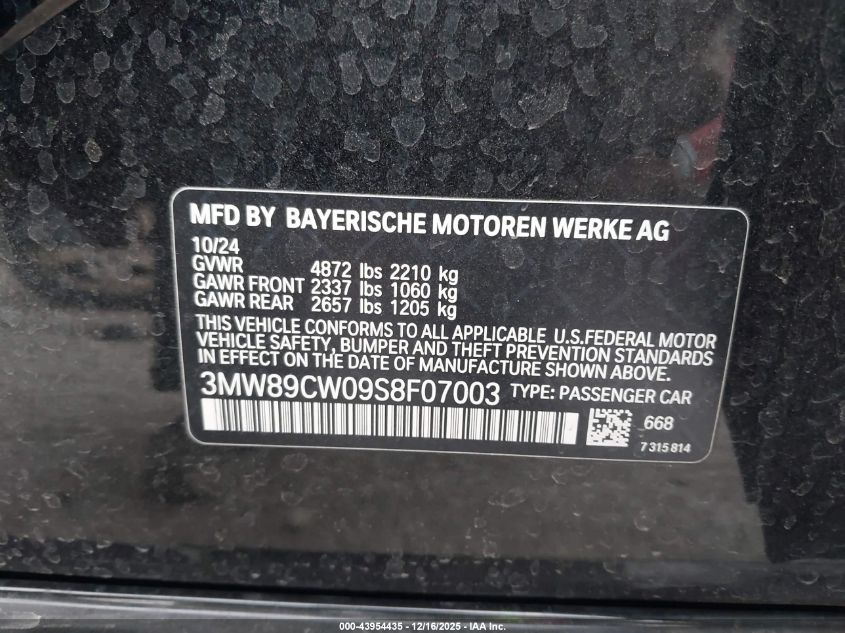 MFD BY BAYERISCHE MOTOREN WERKE AG
10/24
GVWR 4872 lbs 2210 kg
GAWR FRONT 2337 lbs 1060 kg
GAWR REAR 2657 lbs 1205 kg
THIS VEHICLE CONFORMS TO ALL APPLICABLE U.S.FEDERAL MOTOR
VEHICLE SAFETY, BUMPER AND THEFT PREVENTION STANDARDS IN
EFFECT ON THE DATE OF MANUFACTURE SHOWN ABOVE.
3MW89CW09S8F07003 TYPE: PASSENGER CAR
668
7 315 814
000-43954435 - 12/16/2025 - IAA Inc.